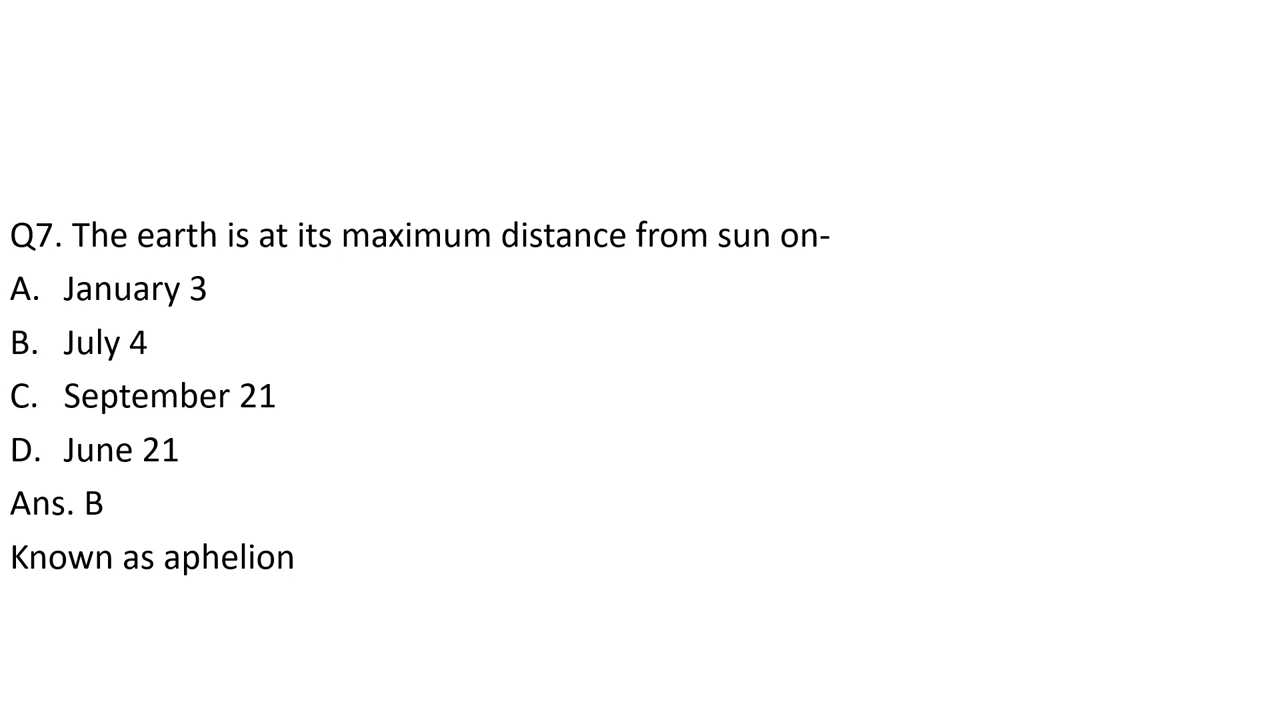 Q7. The earth is at its maximum distance from sun on-
A. January 3
B. July 4
C. September 21
D. June 21
Ans. B
Known as aphelion